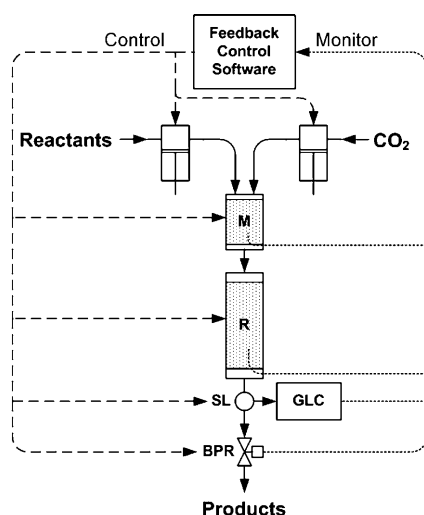 Control
Feedback
Control
Software
Monitor
Reactants
CO₂
M
R
SL
GLC
BPR
Products